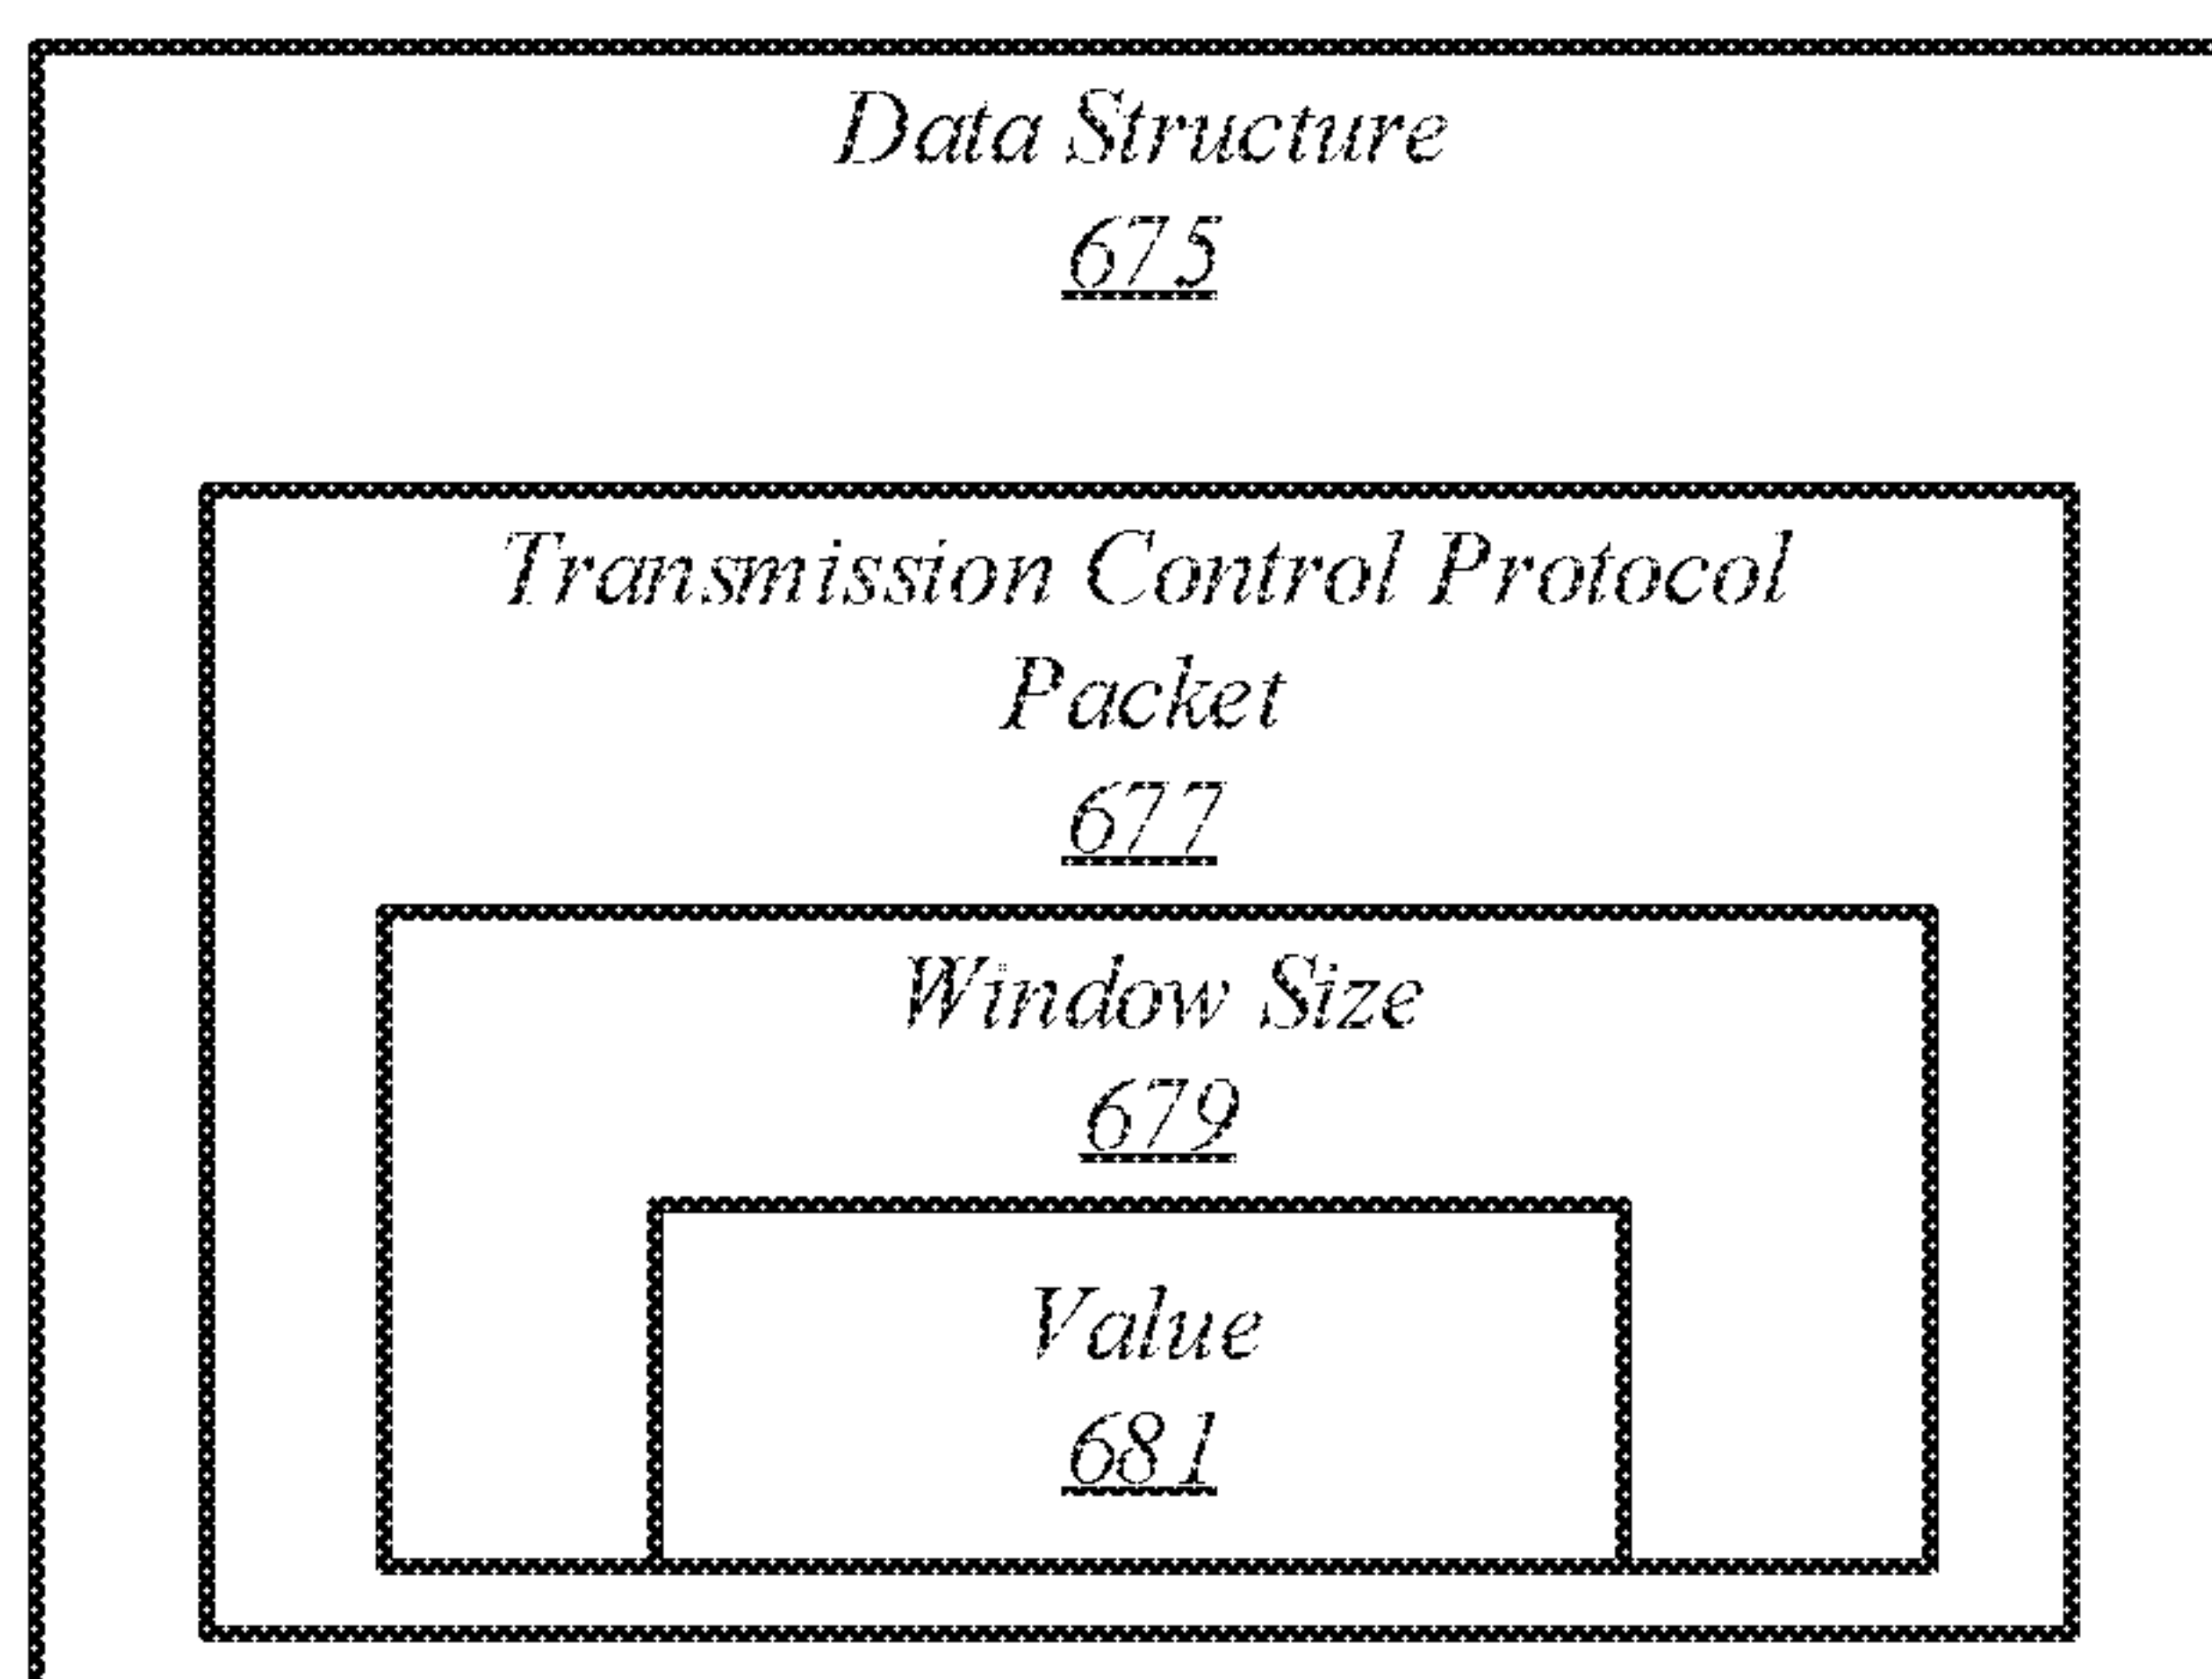 Data Structure
675
Transmission Control Protocol
Packet
677
Window Size
679
Value
681